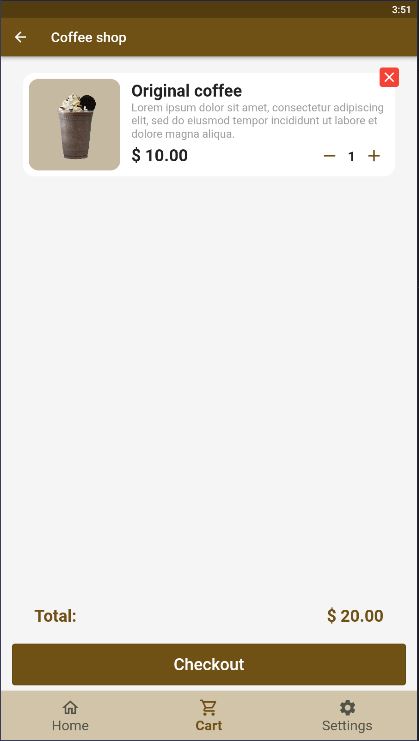 3:51
Coffee shop
Original coffee
Lorem ipsum dolor sit amet, consectetur adipiscing
elit, sed do eiusmod tempor incididunt ut labore et
dolore magna aliqua.
$ 10.00
1
Total:
$ 20.00
Checkout
Home
Cart
Settings